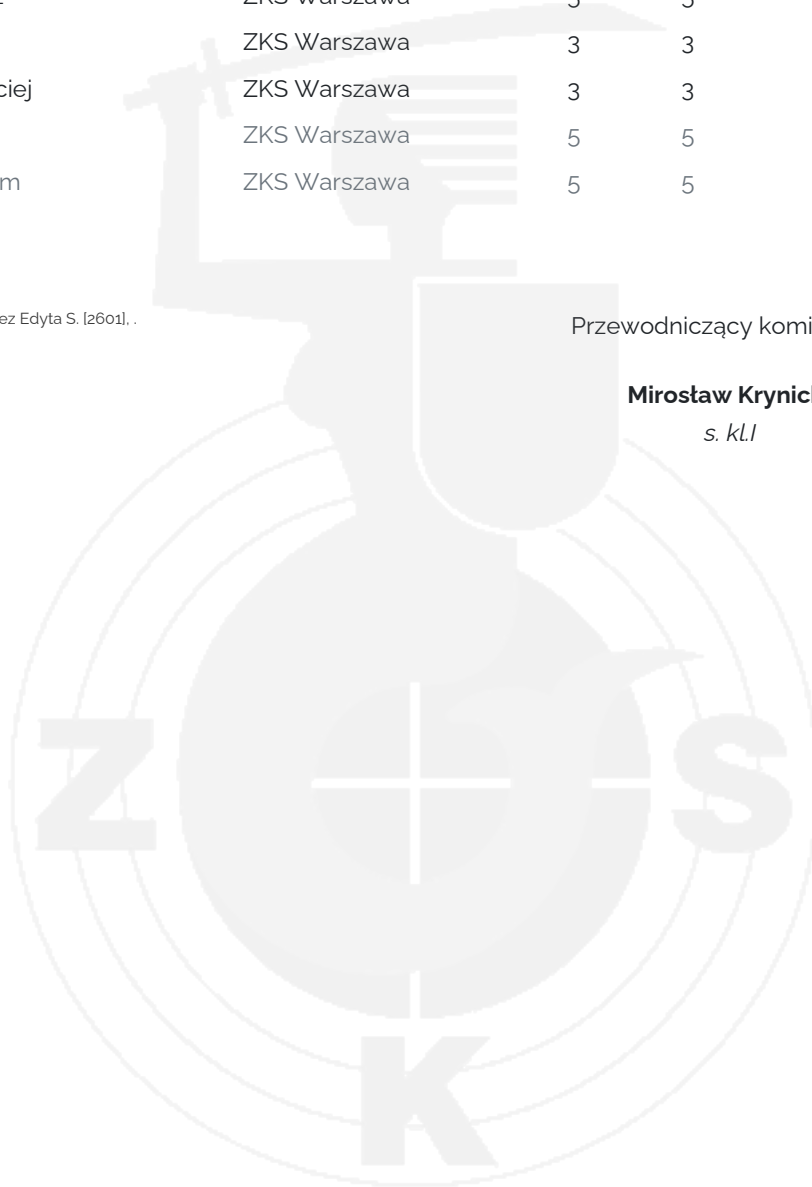 ZKS Warszawa 3 3
ZKS Warszawa 3 3
ciej ZKS Warszawa 3 3
ZKS Warszawa 5 5
m ZKS Warszawa 5 5
ez Edyta S. [2601], .
Przewodniczący komi
Mirosław Krynic
s. kl.I
Z S
K